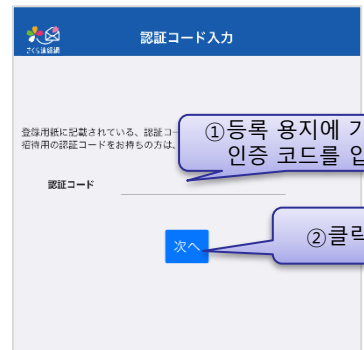 さくら連絡網
認証コード入力
登録用紙に記載されている、認証コー
招待用の認証コードをお持ちの方は、
①등록 용지에 기
인증 코드를 입
認証コード
次へ
②클릭